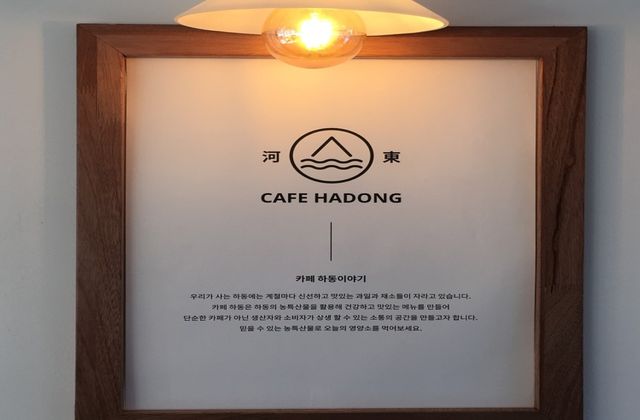 河 東
CAFE HADONG
카페 하동이야기
우리가 사는 하동에는 계절마다 신선하고 맛있는 과일과 채소들이 자라고 있습니다.
카페 하동은 하동의 농특산물을 활용해 건강하고 맛있는 메뉴를 만들어
단순한 카페가 아닌 생산자와 소비자가 상생 할 수 있는 소통의 공간을 만들고자 합니다.
믿을 수 있는 농특산물로 오늘의 영양소를 먹어보세요.